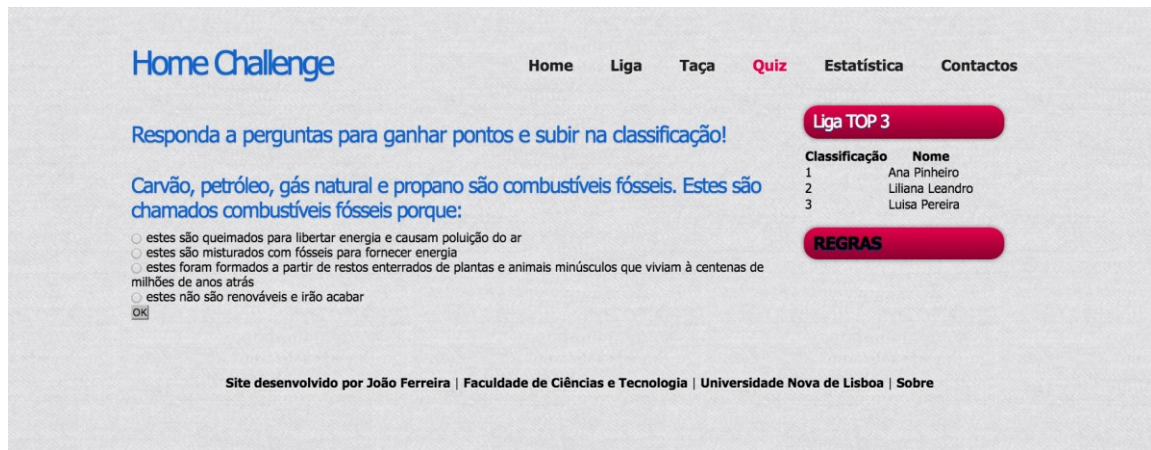 Home Challenge
Home Liga Taça Quiz Estatística Contactos
Responda a perguntas para ganhar pontos e subir na classificação!
Carvão, petróleo, gás natural e propano são combustíveis fósseis. Estes são
chamados combustíveis fósseis porque:
estes são queimados para libertar energia e causam poluição do ar
estes são misturados com fósseis para fornecer energia
estes foram formados a partir de restos enterrados de plantas e animais minúsculos que viviam à centenas de
milhões de anos atrás
estes não são renováveis e irão acabar
OK
Liga TOP 3
Classificação Nome
1 Ana Pinheiro
2 Liliana Leandro
3 Luisa Pereira
REGRAS
Site desenvolvido por João Ferreira | Faculdade de Ciências e Tecnologia | Universidade Nova de Lisboa | Sobre